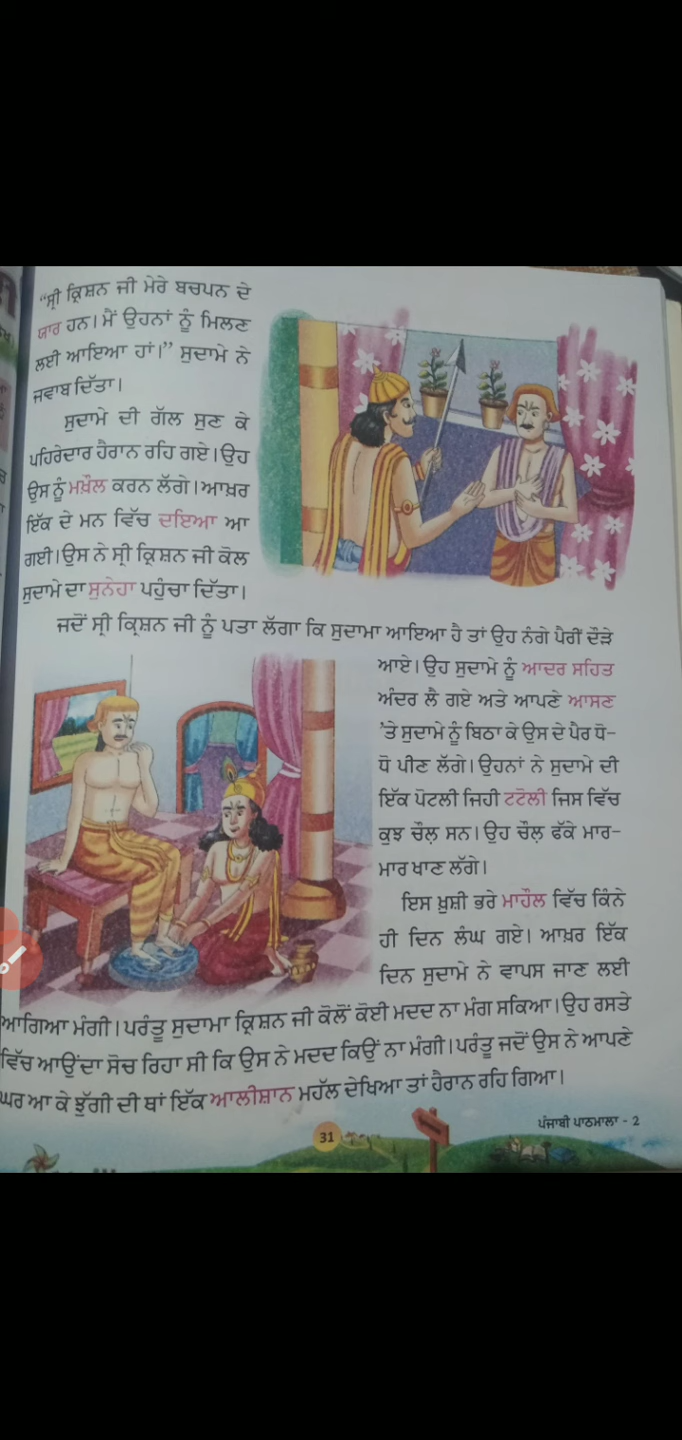 “ਸ੍ਰੀ ਕ੍ਰਿਸ਼ਨ ਜੀ ਮੇਰੇ ਬਚਪਨ ਦੇ
ਯਾਰ ਹਨ। ਮੈਂ ਉਹਨਾਂ ਨੂੰ ਮਿਲਣ
ਲਈ ਆਇਆ ਹਾਂ।” ਸੁਦਾਮੇ ਨੇ
ਜਵਾਬ ਦਿੱਤਾ।
ਸੁਦਾਮੇ ਦੀ ਗੱਲ ਸੁਣ ਕੇ
ਪਹਿਰੇਦਾਰ ਹੈਰਾਨ ਰਹਿ ਗਏ। ਉਹ
ਉਸ ਨੂੰ ਮਖ਼ੌਲ ਕਰਨ ਲੱਗੇ। ਆਖ਼ਰ
ਇੱਕ ਦੇ ਮਨ ਵਿੱਚ ਦਇਆ ਆ
ਗਈ। ਉਸ ਨੇ ਸ੍ਰੀ ਕ੍ਰਿਸ਼ਨ ਜੀ ਕੋਲ
ਸੁਦਾਮੇ ਦਾ ਸੁਨੇਹਾ ਪਹੁੰਚਾ ਦਿੱਤਾ।
ਜਦੋਂ ਸ੍ਰੀ ਕ੍ਰਿਸ਼ਨ ਜੀ ਨੂੰ ਪਤਾ ਲੱਗਾ ਕਿ ਸੁਦਾਮਾ ਆਇਆ ਹੈ ਤਾਂ ਉਹ ਨੰਗੇ ਪੈਰੀਂ ਦੌੜੇ
ਆਏ। ਉਹ ਸੁਦਾਮੇ ਨੂੰ ਆਦਰ ਸਹਿਤ
ਅੰਦਰ ਲੈ ਗਏ ਅਤੇ ਆਪਣੇ ਆਸਣ
’ਤੇ ਸੁਦਾਮੇ ਨੂੰ ਬਿਠਾ ਕੇ ਉਸ ਦੇ ਪੈਰ ਧੋ-
ਧੋ ਪੀਣ ਲੱਗੇ। ਉਹਨਾਂ ਨੇ ਸੁਦਾਮੇ ਦੀ
ਇੱਕ ਪੋਟਲੀ ਜਿਹੀ ਟਟੋਲੀ ਜਿਸ ਵਿੱਚ
ਕੁਝ ਚੌਲ਼ ਸਨ। ਉਹ ਚੌਲ਼ ਫੱਕੇ ਮਾਰ-
ਮਾਰ ਖਾਣ ਲੱਗੇ।
ਇਸ ਖ਼ੁਸ਼ੀ ਭਰੇ ਮਾਹੌਲ ਵਿੱਚ ਕਿੰਨੇ
ਹੀ ਦਿਨ ਲੰਘ ਗਏ। ਆਖ਼ਰ ਇੱਕ
ਦਿਨ ਸੁਦਾਮੇ ਨੇ ਵਾਪਸ ਜਾਣ ਲਈ
ਆਗਿਆ ਮੰਗੀ। ਪਰੰਤੂ ਸੁਦਾਮਾ ਕ੍ਰਿਸ਼ਨ ਜੀ ਕੋਲੋਂ ਕੋਈ ਮਦਦ ਨਾ ਮੰਗ ਸਕਿਆ। ਉਹ ਰਸਤੇ
ਵਿੱਚ ਆਉਂਦਾ ਸੋਚ ਰਿਹਾ ਸੀ ਕਿ ਉਸ ਨੇ ਮਦਦ ਕਿਉਂ ਨਾ ਮੰਗੀ। ਪਰੰਤੂ ਜਦੋਂ ਉਸ ਨੇ ਆਪਣੇ
ਘਰ ਆ ਕੇ ਝੁੱਗੀ ਦੀ ਥਾਂ ਇੱਕ ਆਲੀਸ਼ਾਨ ਮਹੱਲ ਦੇਖਿਆ ਤਾਂ ਹੈਰਾਨ ਰਹਿ ਗਿਆ।
ਪੰਜਾਬੀ ਪਾਠਮਾਲਾ - 2
31